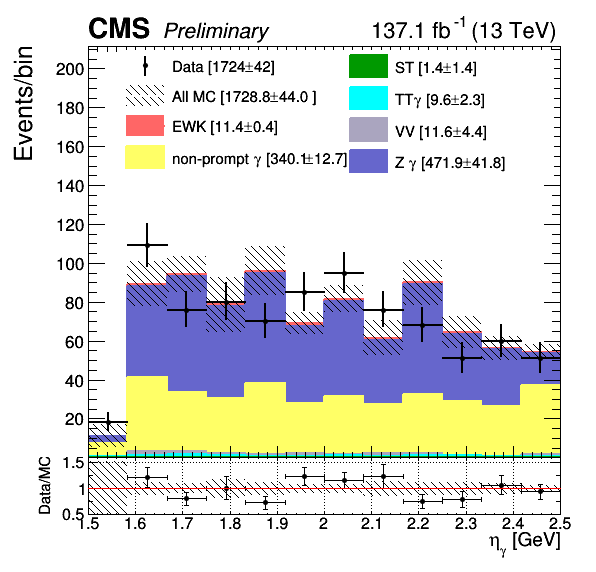 CMS Preliminary 137.1 fb⁻¹ (13 TeV)
Events/bin
200
180
160
140
120
100
80
60
40
20
Data [1724±42]
All MC [1728.8±44.0 ]
EWK [11.4±0.4]
non-prompt γ [340.1±12.7]
ST [1.4±1.4]
TTγ [9.6±2.3]
VV [11.6±4.4]
Z γ [471.9±41.8]
Data/MC
1.5
1
0.5
1.5 1.6 1.7 1.8 1.9 2 2.1 2.2 2.3 2.4 2.5
ηγ [GeV]